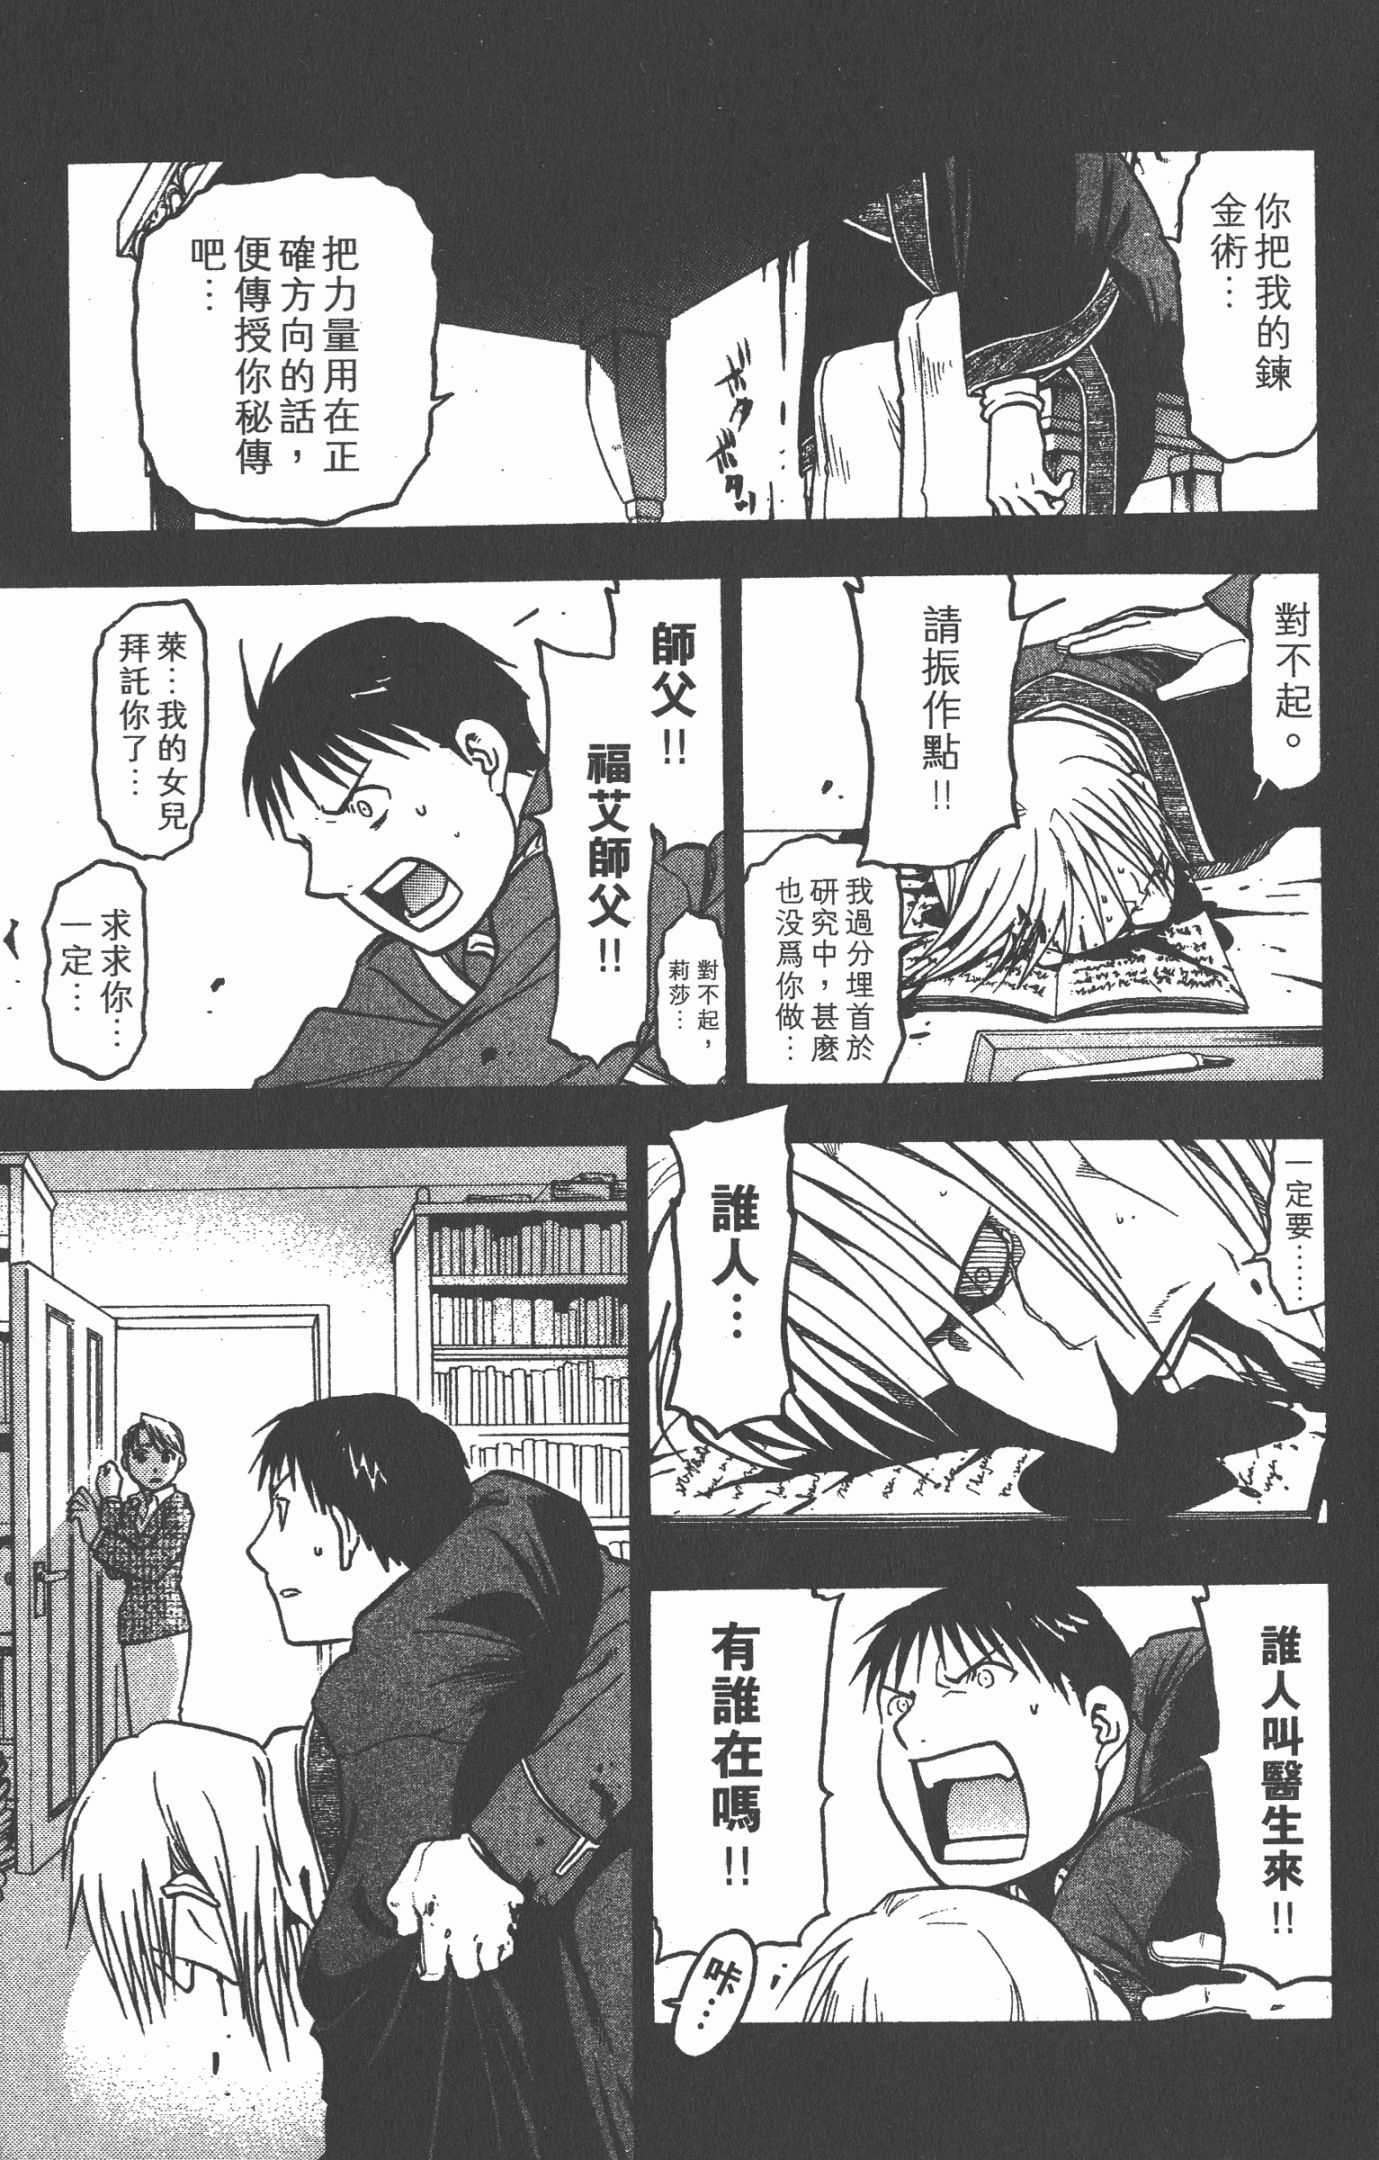 你把我的鍊
金術…
把力量用在正
確方向的話，
便傳授你秘傳
吧…
ボタ
ボタッ
對不起。
請振作點!!
我過分埋首於
研究中，甚麼
也没爲你做…
師父!!
福艾師父!!
對不起，
莉莎…
萊…我的女兒
拜託你了…
求求你…
一定…
一定要……
誰人…
誰人叫醫生來!!
有誰在嗎!!
咔…